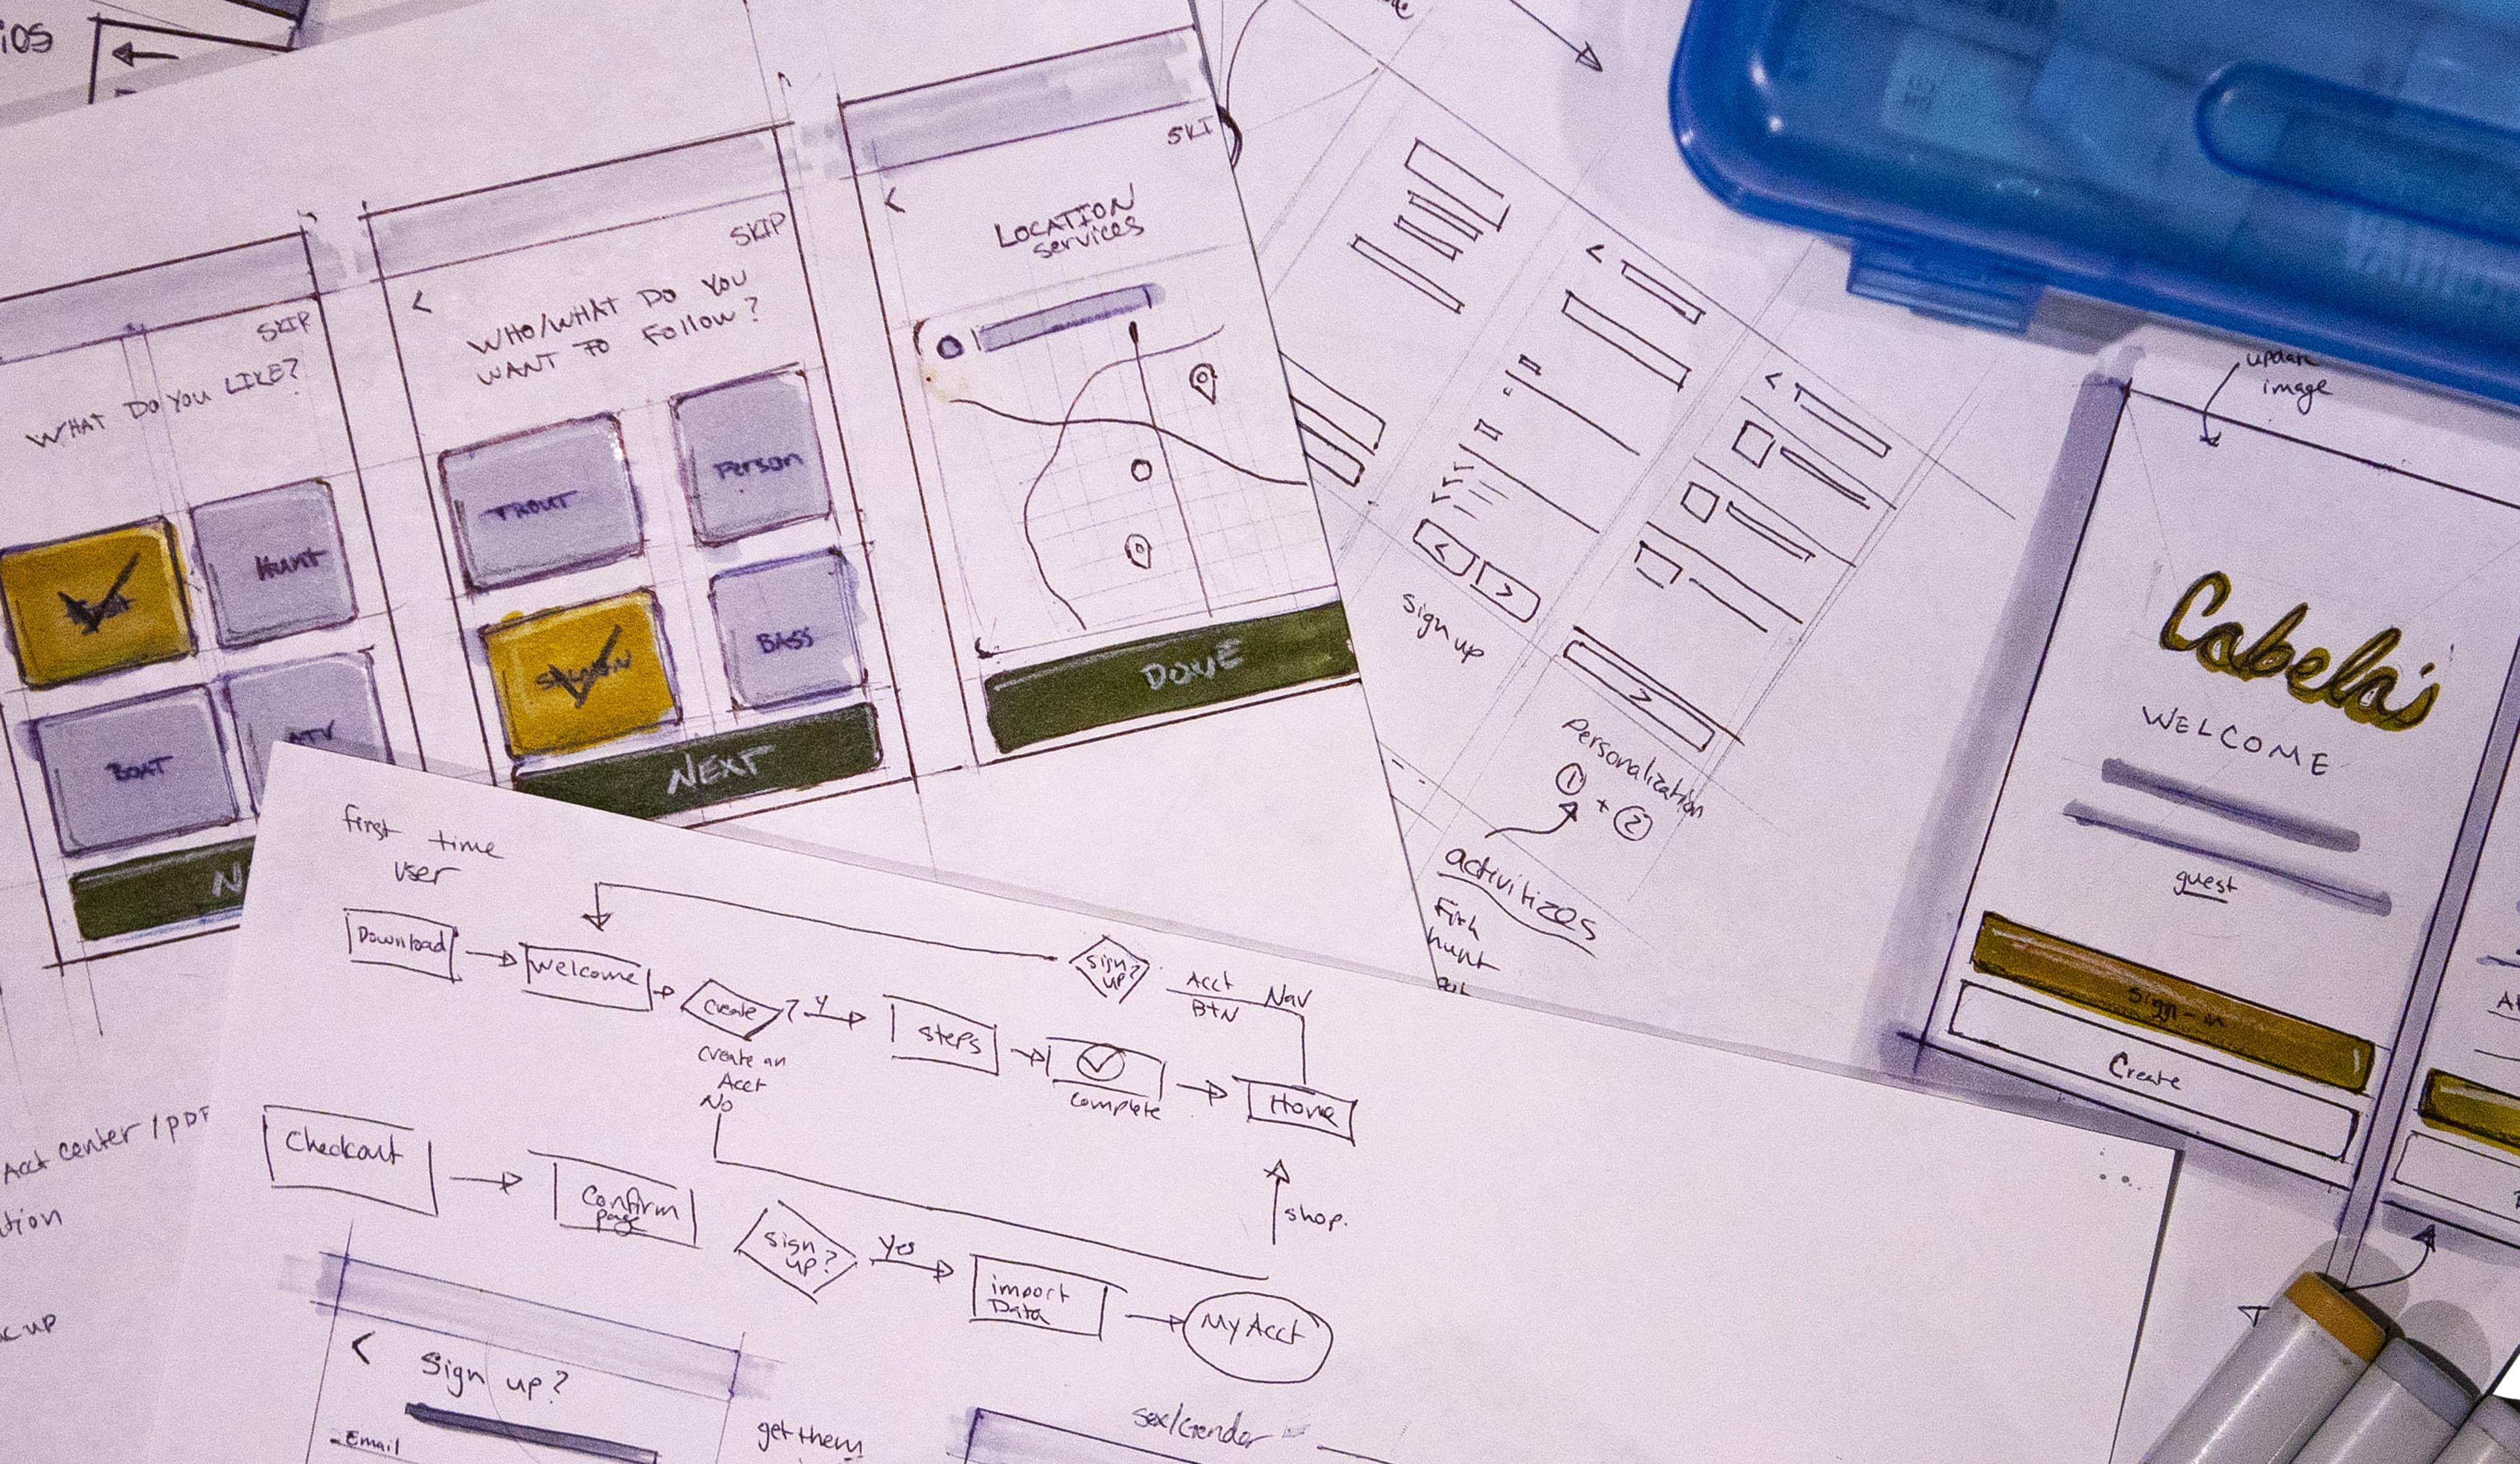 iOS
SKIP
WHAT DO YOU LIKE?
Hunt
BOAT
ATV
SKIP
WHO/WHAT DO YOU
WANT TO Follow?
TROUT
Person
SALMON
BASS
NEXT
SKI
LOCATION
services
DONE
sign up
Personalization
1 + 2
activities
Fish
hunt
update
image
Cabela's
WELCOME
guest
Sign-in
Create
first time
user
Download
Welcome
Create ? Y
Create an
Acct
No
Steps
Complete
Home
sign?
up
Acct Nav
BTN
shop.
Checkout
Confirm
page
sign
up?
Yes
import
Data
My Acct
Acct center / PDP
Sign up?
Email
get them
sex/Gender